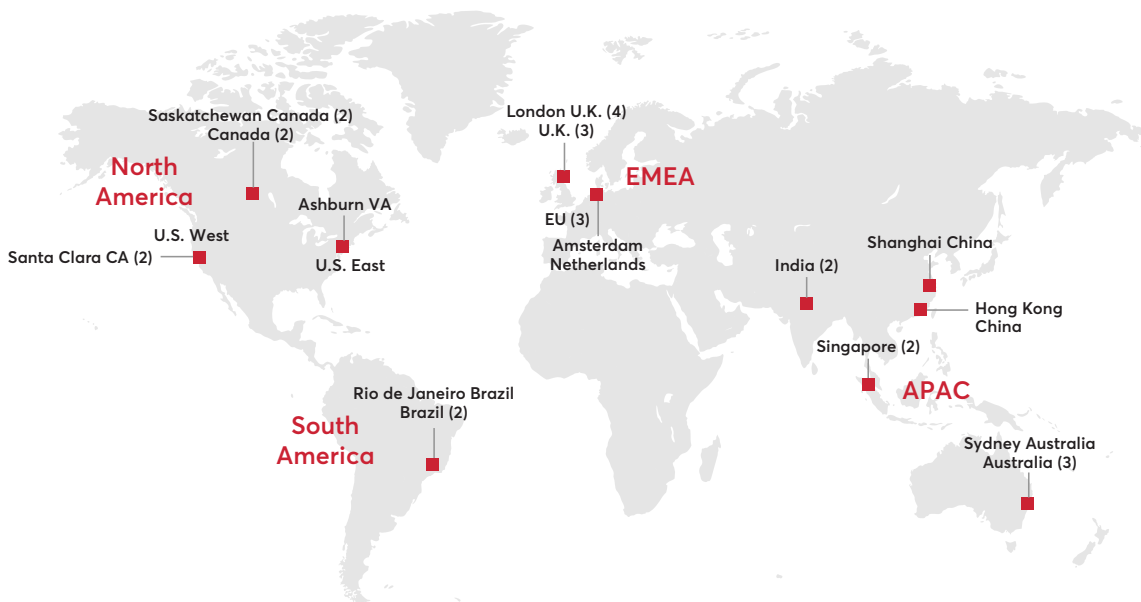 Saskatchewan Canada (2)
Canada (2)
North
America
Ashburn VA
U.S. West
Santa Clara CA (2)
U.S. East
London U.K. (4)
U.K. (3)
EMEA
EU (3)
Amsterdam
Netherlands
Shanghai China
India (2)
Hong Kong
China
Singapore (2)
APAC
Rio de Janeiro Brazil
Brazil (2)
South
America
Sydney Australia
Australia (3)